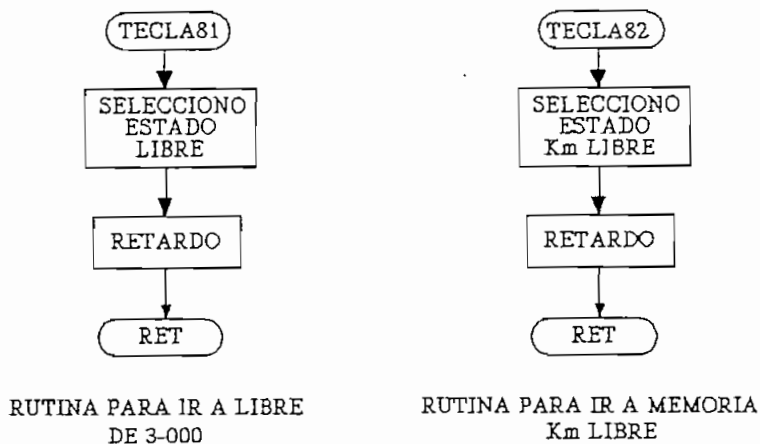 TECLA81
SELECCIONO
ESTADO
LIBRE
RETARDO
RET
RUTINA PARA IR A LIBRE
DE 3-000
TECLA82
SELECCIONO
ESTADO
Km LIBRE
RETARDO
RET
RUTINA PARA IR A MEMORIA
Km LIBRE